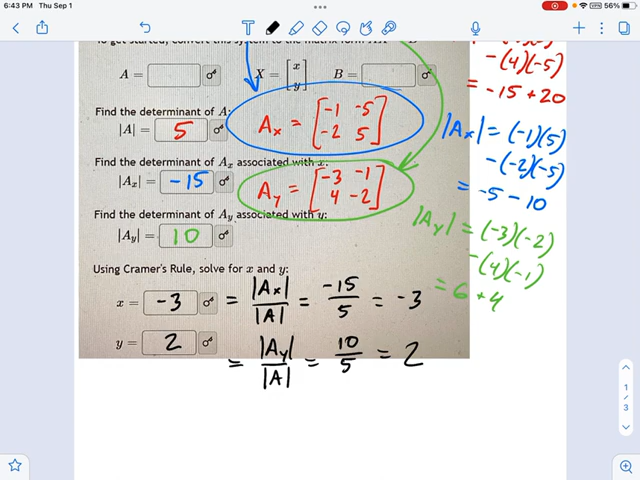 6:43 PM Thu Sep 1
56%
To get started, convert this system to the matrix form
A =
X = [x y]
B =
Find the determinant of A:
|A| = 5
Ax = [-1 -5
-2 5]
Find the determinant of Ax associated with x:
|Ax| = -15
Ay = [-3 -1
4 -2]
Find the determinant of Ay associated with y:
|Ay| = 10
Using Cramer's Rule, solve for x and y:
x = -3 = |Ax| / |A| = -15 / 5 = -3
y = 2 = |Ay| / |A| = 10 / 5 = 2
-(4)(-5)
= -15 + 20
|Ax| = (-1)(5)
-(-2)(-5)
= -5 - 10
|Ay| = (-3)(-2)
-(4)(-1)
= 6 + 4
1
/
3